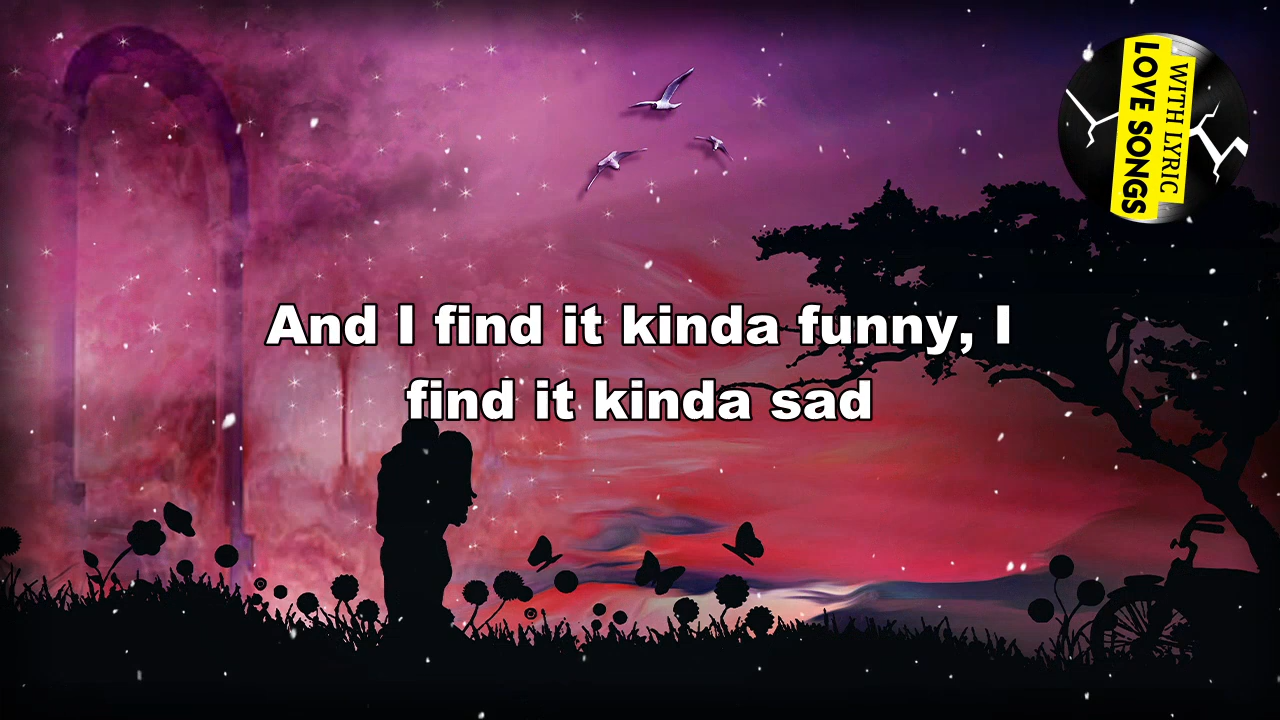 WITH LYRIC
LOVE SONGS
And I find it kinda funny, I
find it kinda sad